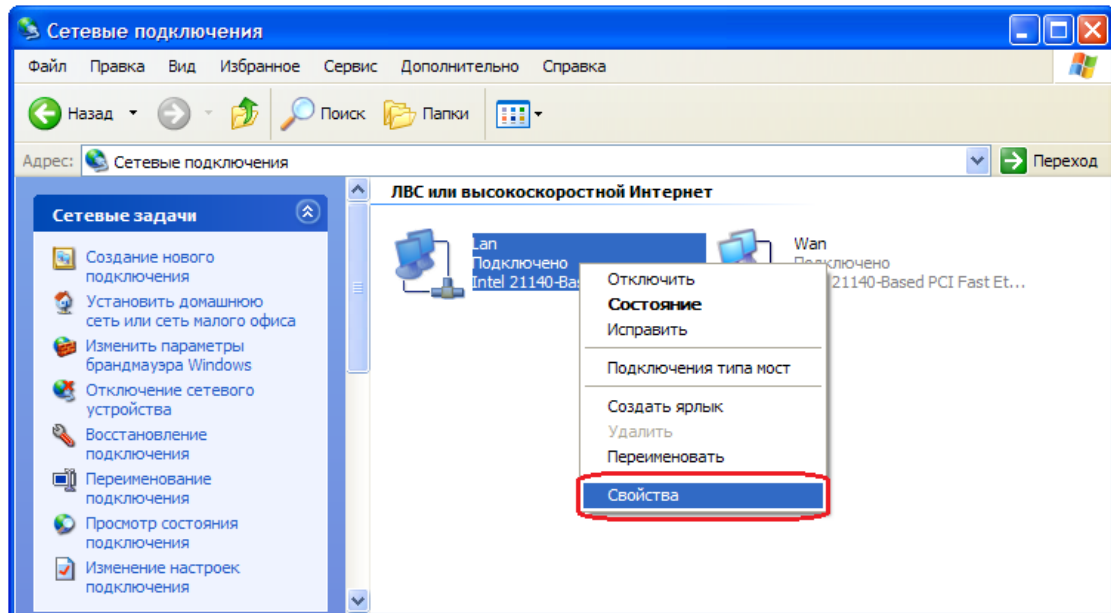 Сетевые подключения
Файл Правка Вид Избранное Сервис Дополнительно Справка
Назад Поиск Папки
Адрес: Сетевые подключения Переход
Сетевые задачи
Создание нового
подключения
Установить домашнюю
сеть или сеть малого офиса
Изменить параметры
брандмауэра Windows
Отключение сетевого
устройства
Восстановление
подключения
Переименование
подключения
Просмотр состояния
подключения
Изменение настроек
подключения
ЛВС или высокоскоростной Интернет
Lan
Подключено
Intel 21140-Ba
Wan
Подключено
21140-Based PCI Fast Et...
Отключить
Состояние
Исправить
Подключения типа мост
Создать ярлык
Удалить
Переименовать
Свойства